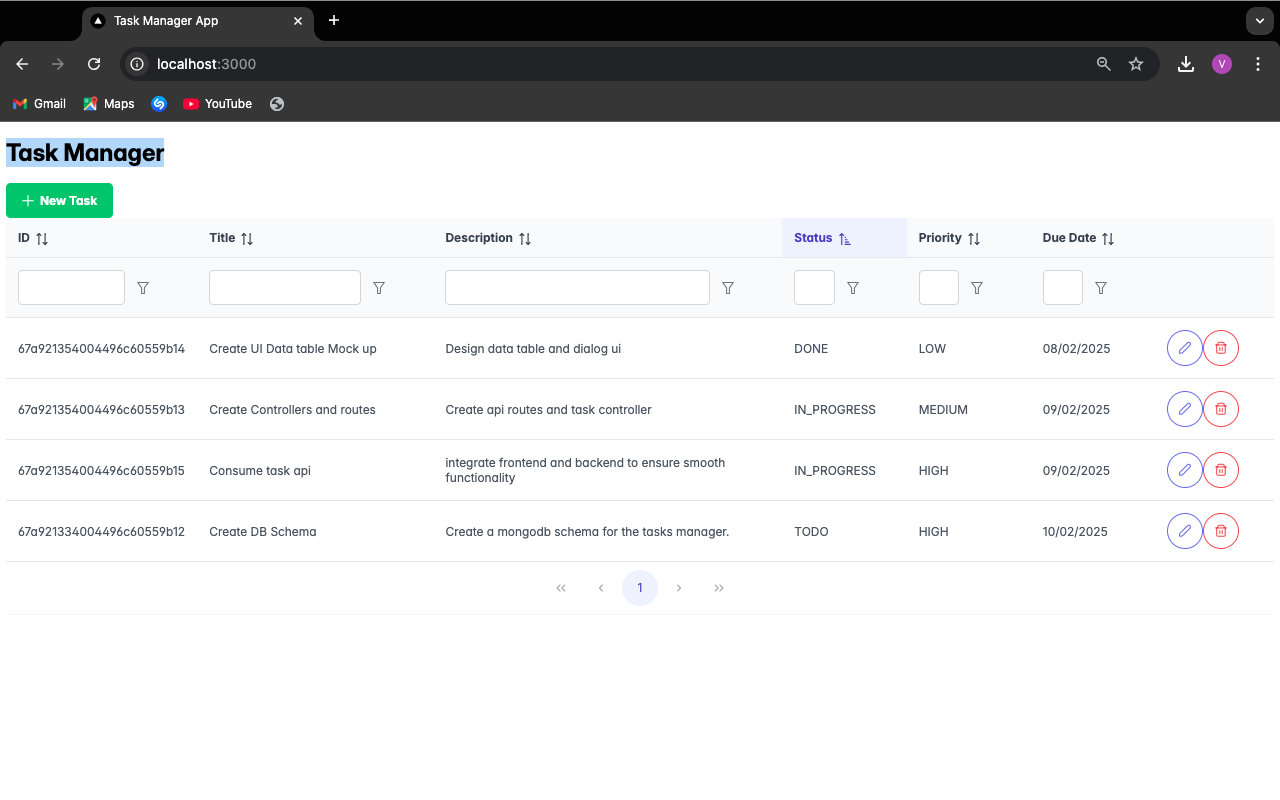 Task Manager App
localhost:3000
V
Gmail Maps YouTube
Task Manager
New Task
ID Title Description Status Priority Due Date
67a921354004496c60559b14 Create UI Data table Mock up Design data table and dialog ui DONE LOW 08/02/2025
67a921354004496c60559b13 Create Controllers and routes Create api routes and task controller IN_PROGRESS MEDIUM 09/02/2025
67a921354004496c60559b15 Consume task api integrate frontend and backend to ensure smooth IN_PROGRESS HIGH 09/02/2025
functionality
67a921334004496c60559b12 Create DB Schema Create a mongodb schema for the tasks manager. TODO HIGH 10/02/2025
1